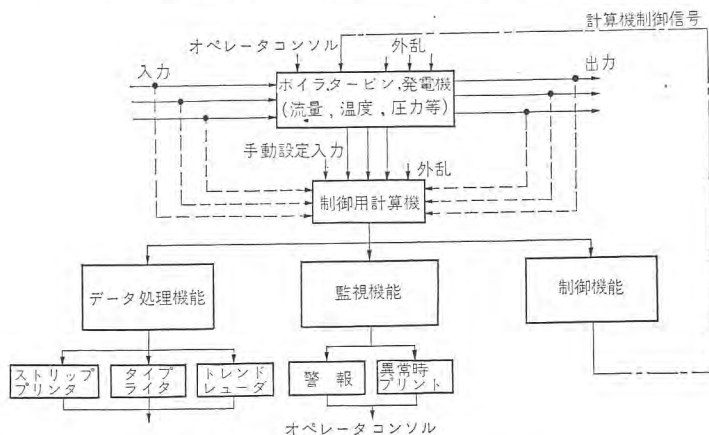 計算機制御信号
オペレータコンソル
外乱
入力
出力
ボイラ,タービン,発電機
(流量,温度,圧力等)
手動設定入力
外乱
制御用計算機
データ処理機能
監視機能
制御機能
ストリップ
プリンタ
タイプ
ライタ
トレンド
レューダ
警報
異常時
プリント
オペレータコンソル